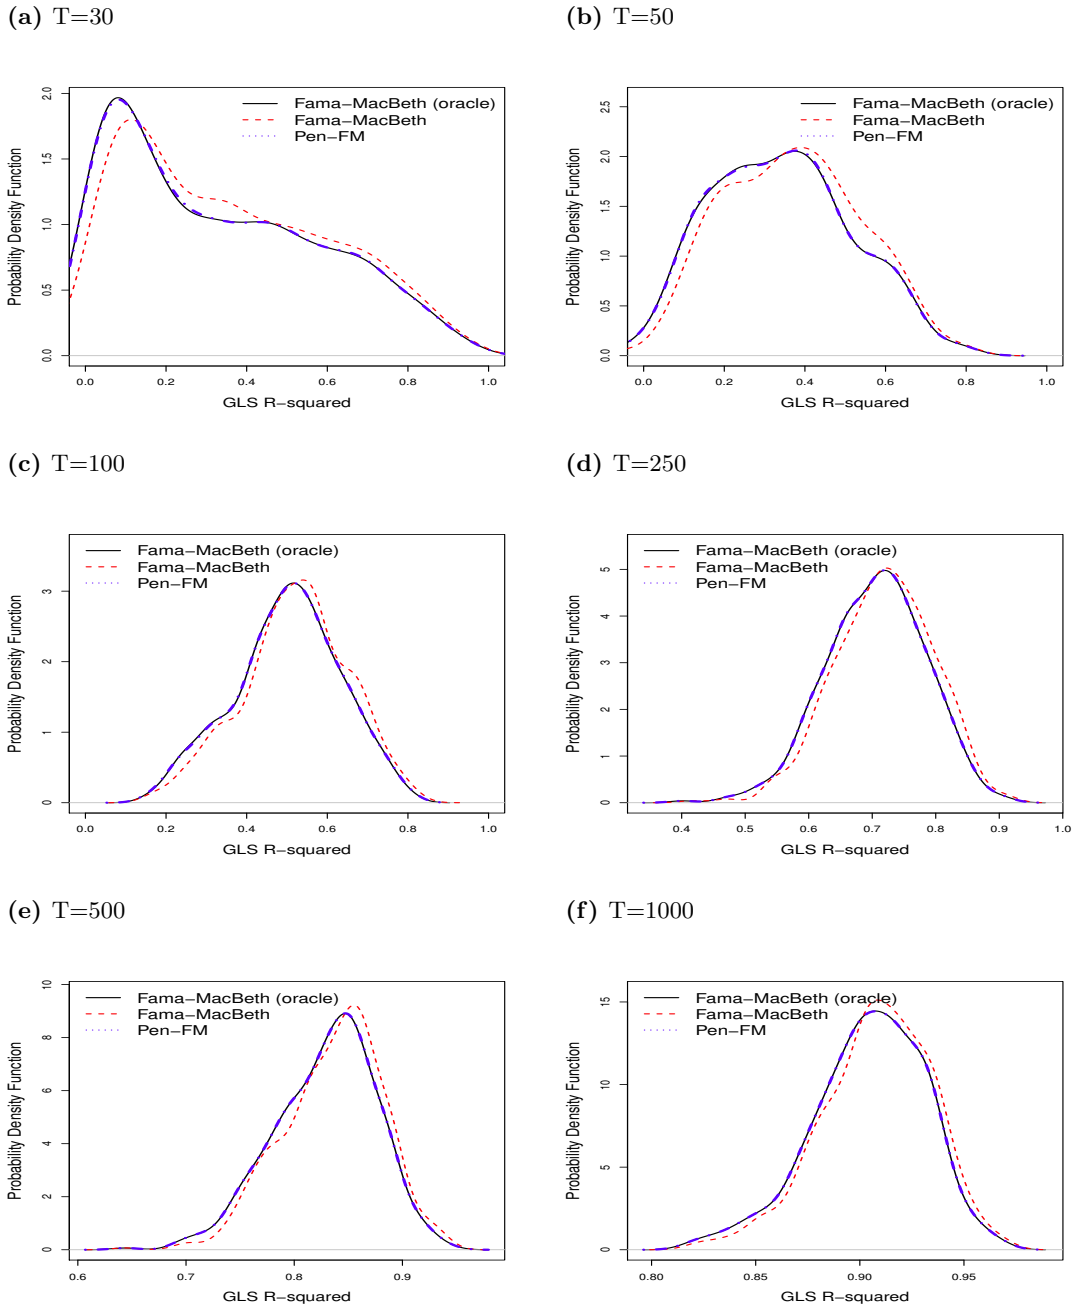 (a) T=30
2.0
1.5
1.0
0.5
0.0
Probability Density Function
Fama−MacBeth (oracle)
Fama−MacBeth
Pen−FM
0.0 0.2 0.4 0.6 0.8 1.0
GLS R−squared
(b) T=50
2.5
2.0
1.5
1.0
0.5
0.0
Probability Density Function
Fama−MacBeth (oracle)
Fama−MacBeth
Pen−FM
0.0 0.2 0.4 0.6 0.8 1.0
GLS R−squared
(c) T=100
3
2
1
0
Probability Density Function
Fama−MacBeth (oracle)
Fama−MacBeth
Pen−FM
0.0 0.2 0.4 0.6 0.8 1.0
GLS R−squared
(d) T=250
5
4
3
2
1
0
Probability Density Function
Fama−MacBeth (oracle)
Fama−MacBeth
Pen−FM
0.4 0.5 0.6 0.7 0.8 0.9 1.0
GLS R−squared
(e) T=500
10
8
6
4
2
0
Probability Density Function
Fama−MacBeth (oracle)
Fama−MacBeth
Pen−FM
0.6 0.7 0.8 0.9
GLS R−squared
(f) T=1000
15
10
5
0
Probability Density Function
Fama−MacBeth (oracle)
Fama−MacBeth
Pen−FM
0.80 0.85 0.90 0.95
GLS R−squared